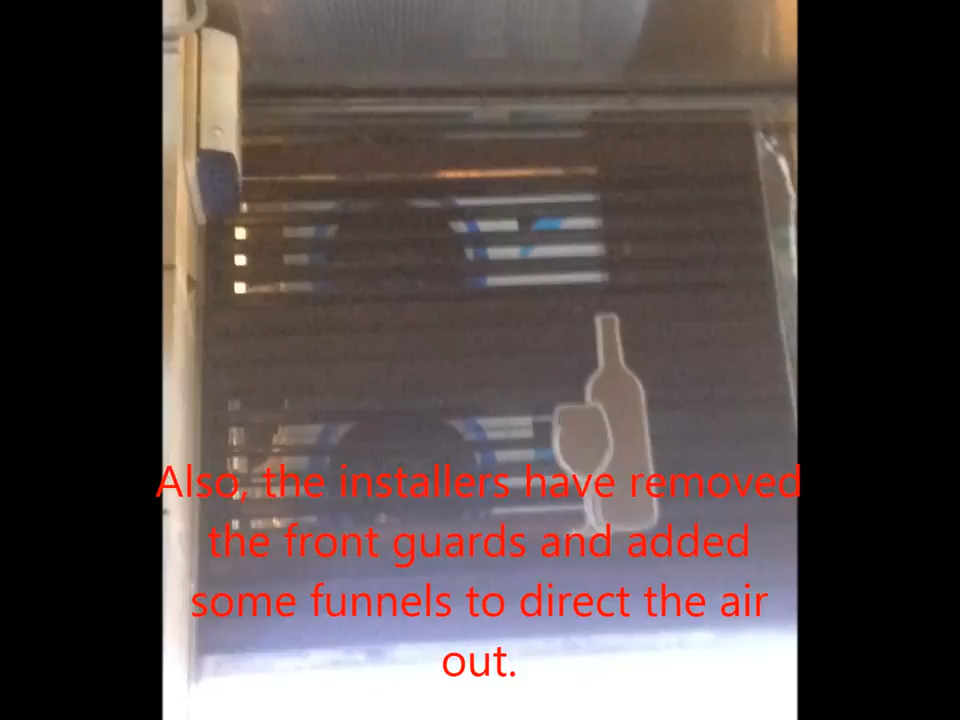 Also, the installers have removed
the front guards and added
some funnels to direct the air
out.